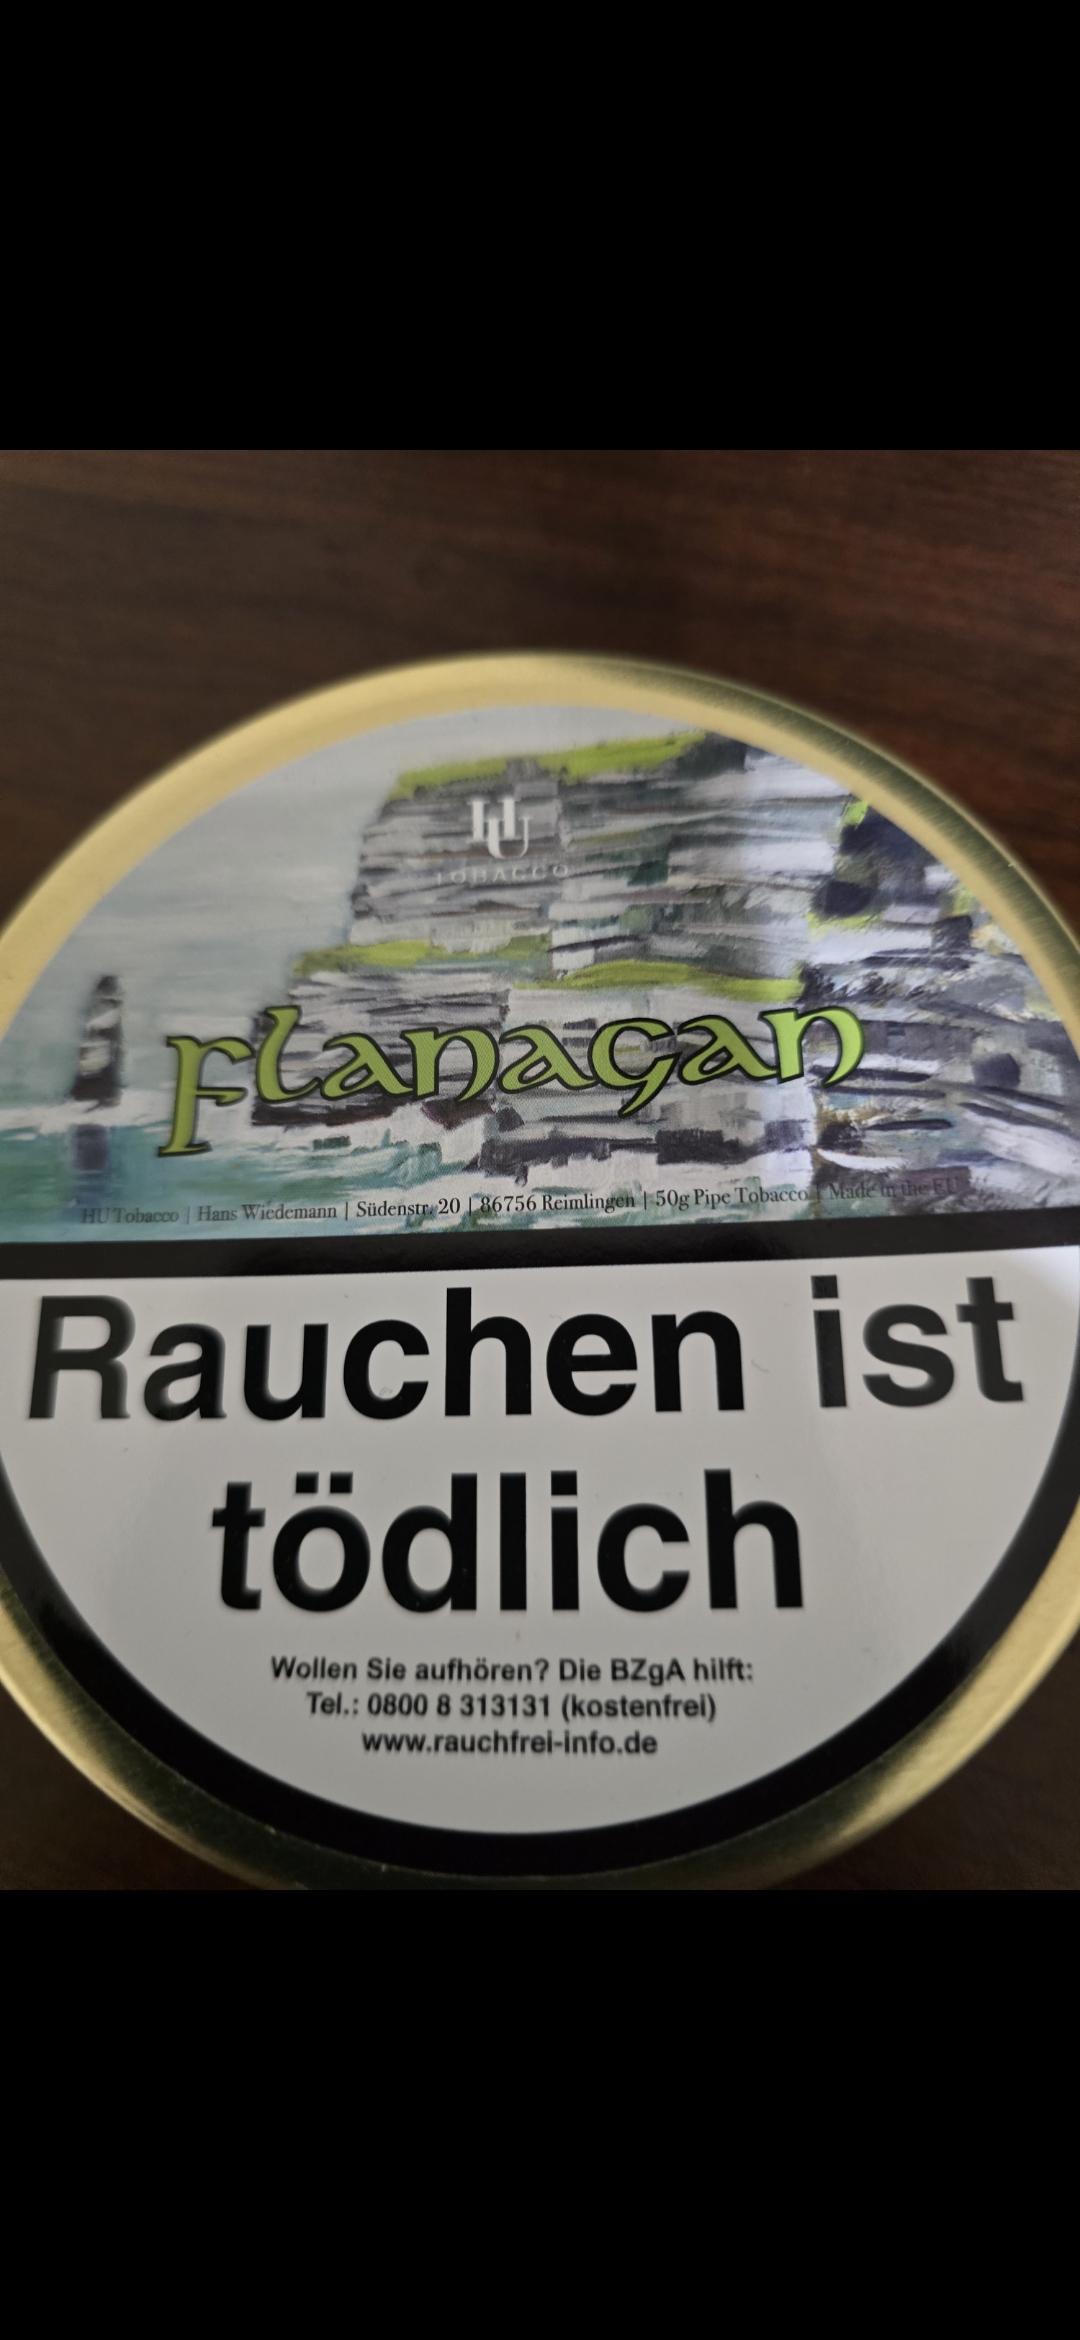 HU
TOBACCO
Flanagan
HU Tobacco | Hans Wiedemann | Südenstr. 20 | 86756 Reimlingen | 50g Pipe Tobacco | Made in the EU
Rauchen ist
tödlich
Wollen Sie aufhören? Die BZgA hilft:
Tel.: 0800 8 313131 (kostenfrei)
www.rauchfrei-info.de